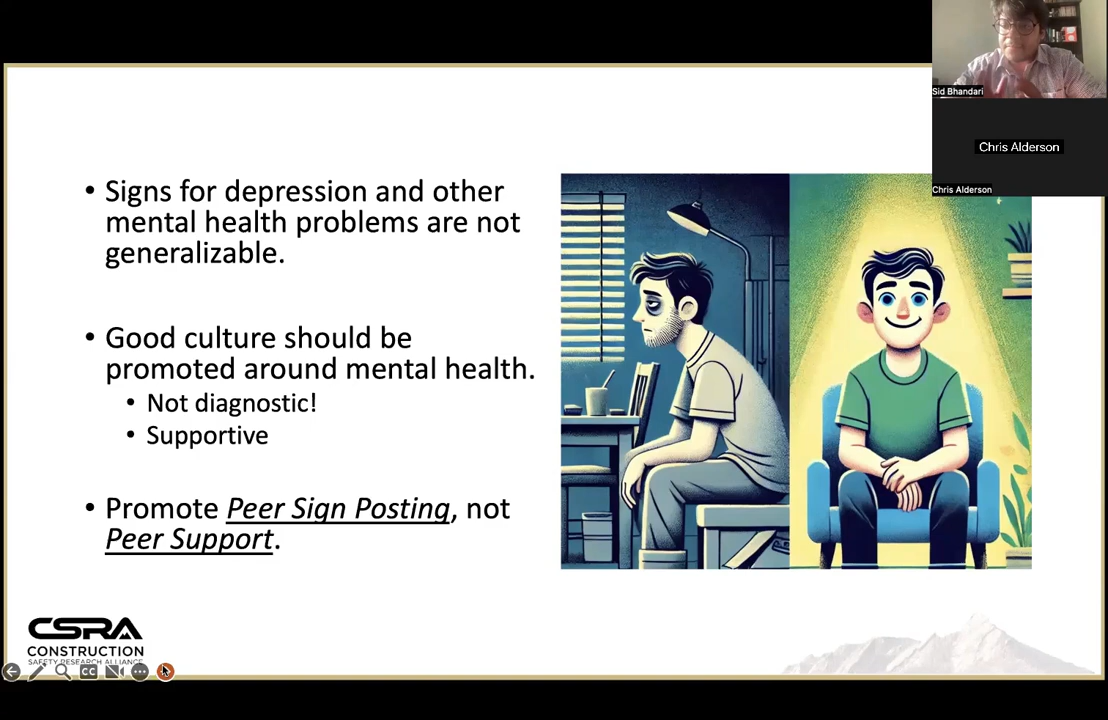 Sid Bhandari
Chris Alderson
Chris Alderson
• Signs for depression and other
mental health problems are not
generalizable.
• Good culture should be
promoted around mental health.
• Not diagnostic!
• Supportive
• Promote Peer Sign Posting, not
Peer Support.
CSRA
CONSTRUCTION
SAFETY RESEARCH ALLIANCE
CC